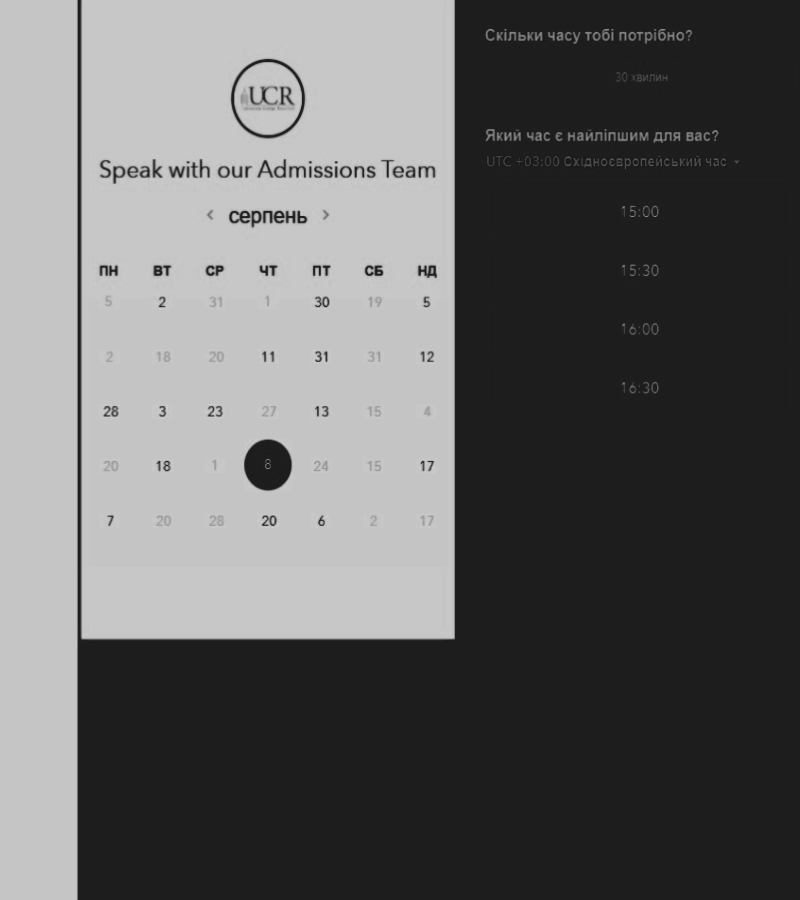 UCR
Speak with our Admissions Team
< серпень >
ПН ВТ СР ЧТ ПТ СБ НД
5 2 31 1 30 19 5
2 18 20 11 31 31 12
28 3 23 27 13 15 4
20 18 1 8 24 15 17
7 20 28 20 6 2 17
Скільки часу тобі потрібно?
30 хвилин
Який час є найліпшим для вас?
UTC +03:00 Східноєвропейський час
15:00
15:30
16:00
16:30